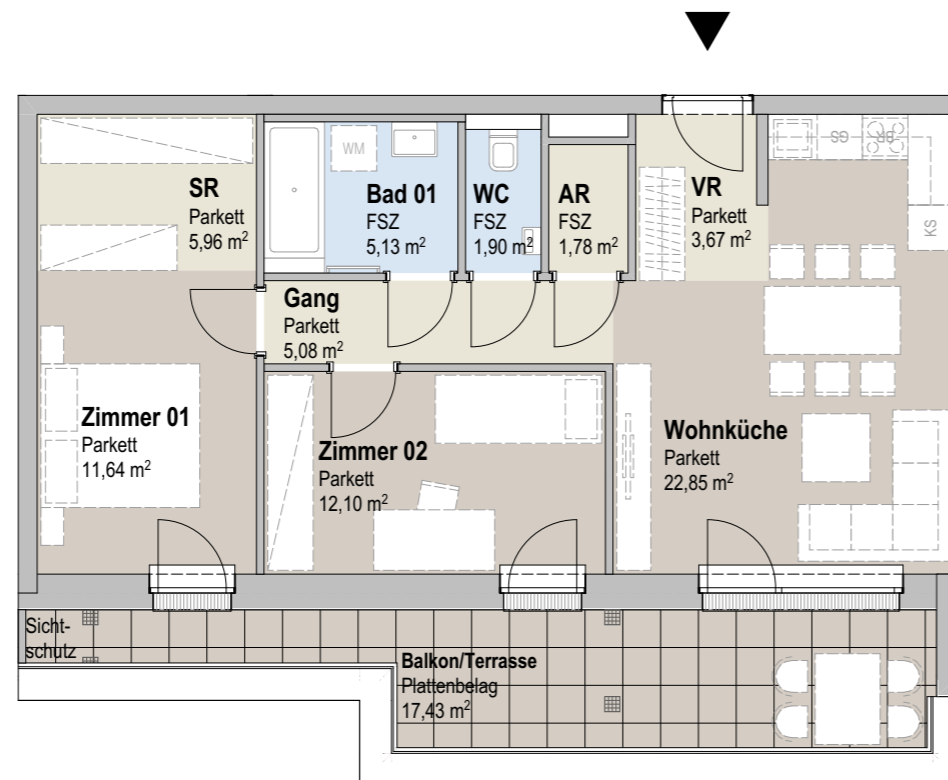 SR
Parkett
5,96 m²
WM
Bad 01
FSZ
5,13 m²
WC
FSZ
1,90 m²
AR
FSZ
1,78 m²
VR
Parkett
3,67 m²
GS
KS
Gang
Parkett
5,08 m²
Zimmer 01
Parkett
11,64 m²
Zimmer 02
Parkett
12,10 m²
Wohnküche
Parkett
22,85 m²
Sicht-
schutz
Balkon/Terrasse
Plattenbelag
17,43 m²